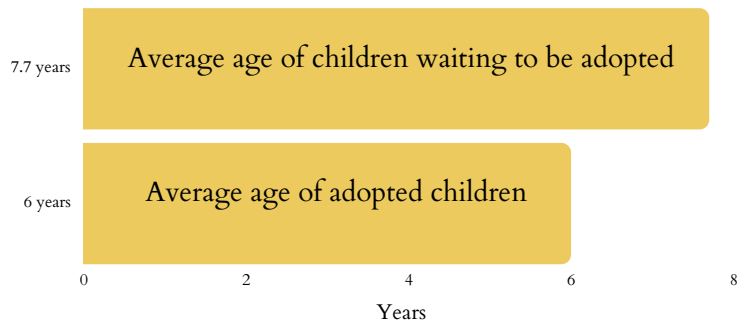 7.7 years
Average age of children waiting to be adopted
6 years
Average age of adopted children
0 2 4 6 8
Years